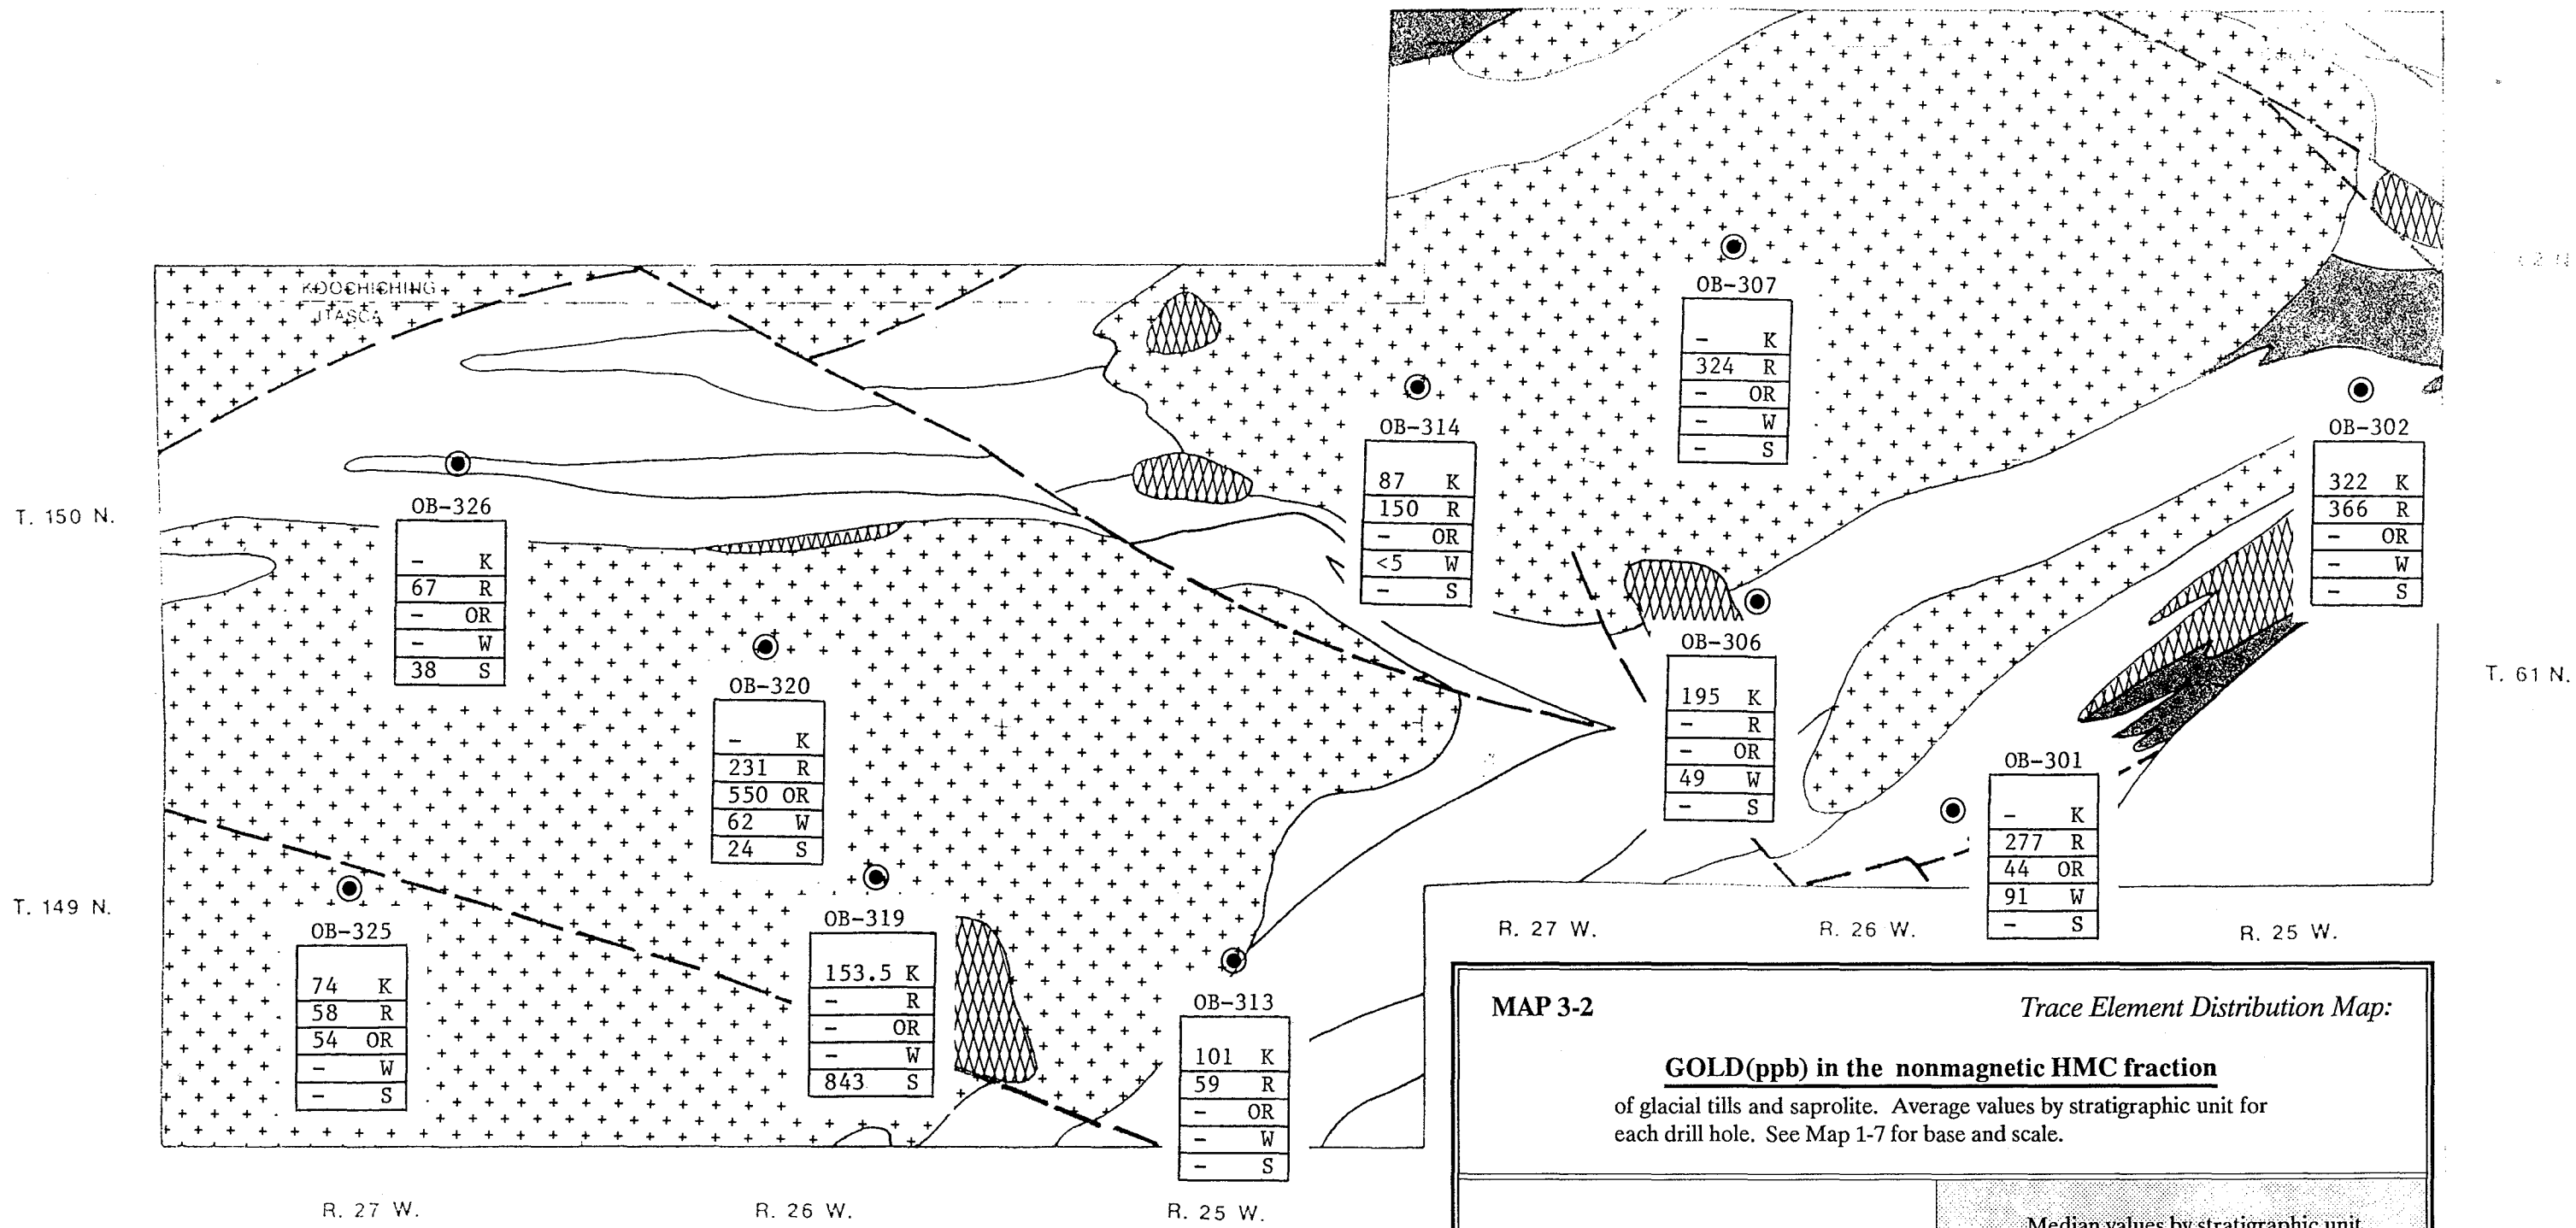 KOOCHICHING
ITASCA
OB-307
– K
324 R
– OR
– W
– S
OB-314
87 K
150 R
– OR
<5 W
– S
OB-302
322 K
366 R
– OR
– W
– S
T. 150 N.
OB-326
– K
67 R
– OR
– W
38 S
OB-306
195 K
– R
– OR
49 W
– S
T. 61 N.
OB-320
– K
231 R
550 OR
62 W
24 S
OB-301
– K
277 R
44 OR
91 W
– S
T. 149 N.
OB-325
74 K
58 R
54 OR
– W
– S
OB-319
153.5 K
– R
– OR
– W
843 S
OB-313
101 K
59 R
– OR
– W
– S
R. 27 W.
R. 26 W.
R. 25 W.
R. 27 W.
R. 26 W.
R. 25 W.
MAP 3-2
Trace Element Distribution Map:
GOLD(ppb) in the nonmagnetic HMC fraction
of glacial tills and saprolite. Average values by stratigraphic unit for
each drill hole. See Map 1-7 for base and scale.
Median values by stratigraphic unit